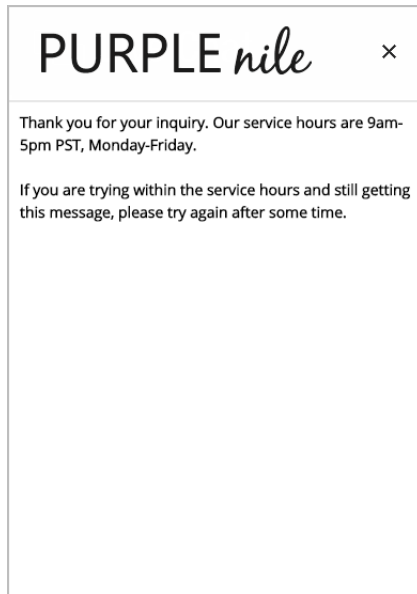 PURPLE nile
Thank you for your inquiry. Our service hours are 9am-
5pm PST, Monday-Friday.
If you are trying within the service hours and still getting
this message, please try again after some time.